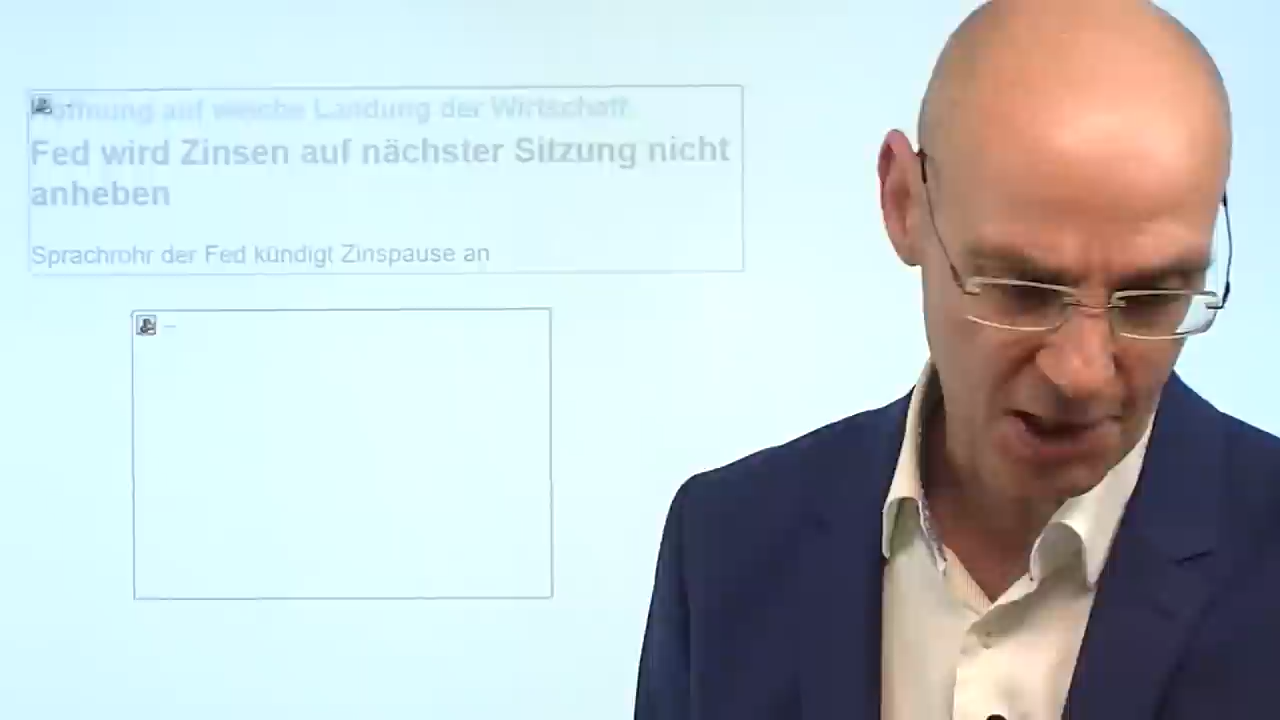 Hoffnung auf weiche Landung der Wirtschaft
Fed wird Zinsen auf nächster Sitzung nicht
anheben
Sprachrohr der Fed kündigt Zinspause an